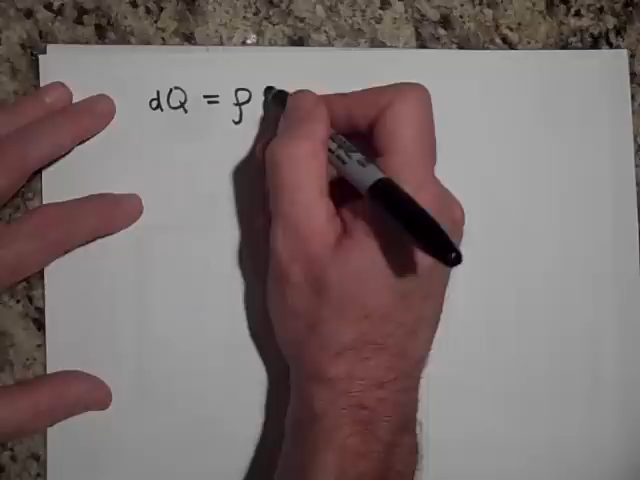 dQ = ρ